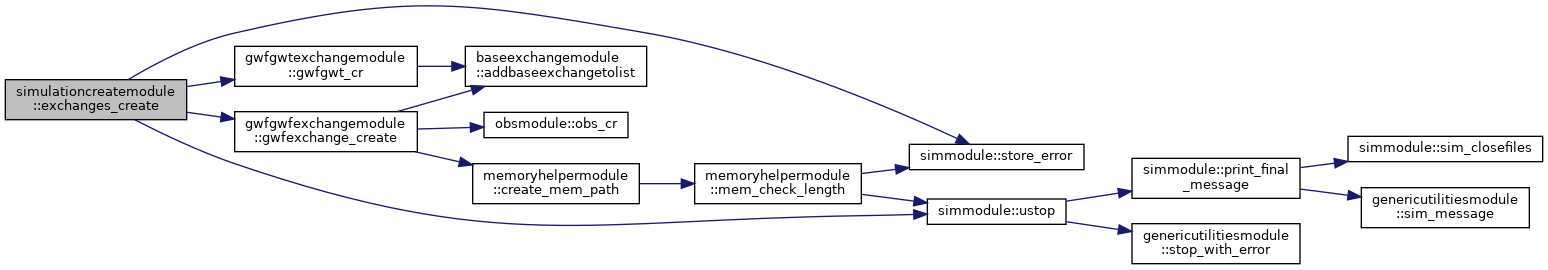 simulationcreatemodule
::exchanges_create
gwfgwtexchangemodule
::gwfgwt_cr
gwfgwfexchangemodule
::gwfexchange_create
baseexchangemodule
::addbaseexchangetolist
obsmodule::obs_cr
memoryhelpermodule
::create_mem_path
memoryhelpermodule
::mem_check_length
simmodule::store_error
simmodule::ustop
simmodule::print_final
_message
genericutilitiesmodule
::stop_with_error
simmodule::sim_closefiles
genericutilitiesmodule
::sim_message